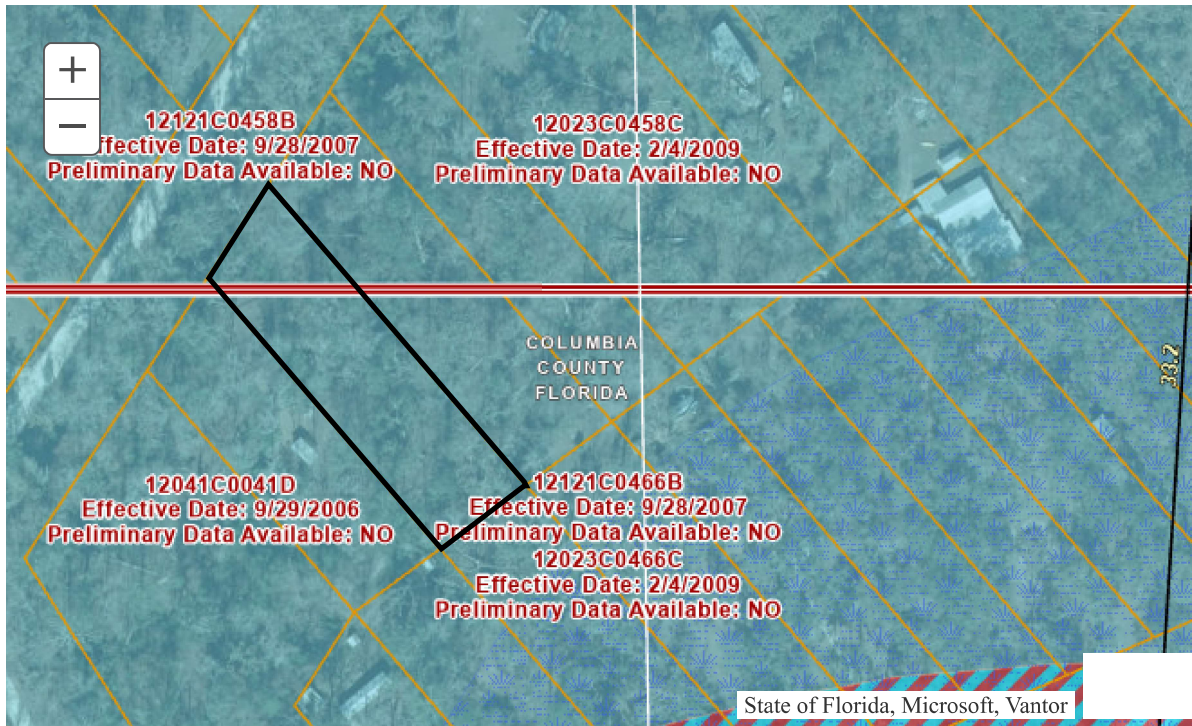 +
−
12121C0458B
ffective Date: 9/28/2007
Preliminary Data Available: NO
12023C0458C
Effective Date: 2/4/2009
Preliminary Data Available: NO
COLUMBIA
COUNTY
FLORIDA
33.2
12041C0041D
Effective Date: 9/29/2006
Preliminary Data Available: NO
12121C0466B
Effective Date: 9/28/2007
Preliminary Data Available: NO
12023C0466C
Effective Date: 2/4/2009
Preliminary Data Available: NO
State of Florida, Microsoft, Vantor